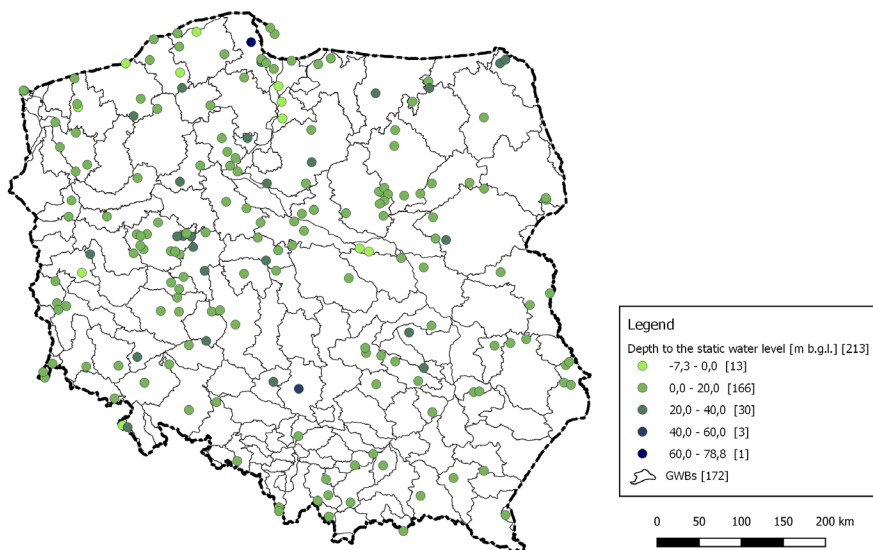 Legend
Depth to the static water level [m b.g.l.] [213]
-7,3 - 0,0 [13]
0,0 - 20,0 [166]
20,0 - 40,0 [30]
40,0 - 60,0 [3]
60,0 - 78,8 [1]
GWBs [172]
0 50 100 150 200 km